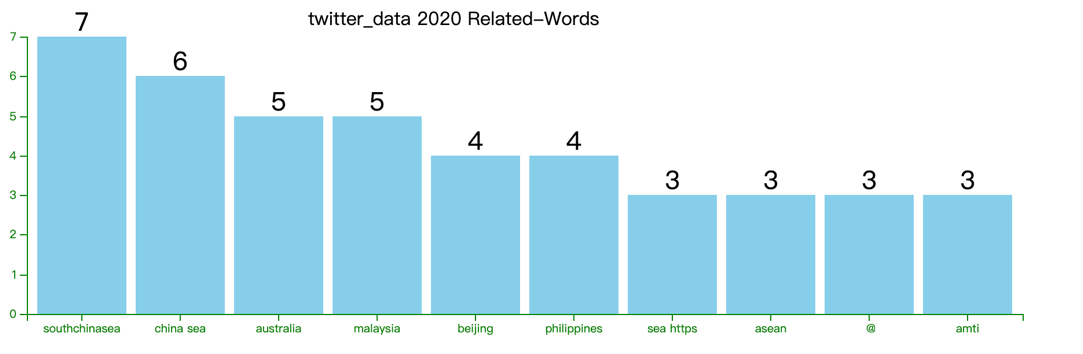 twitter_data 2020 Related-Words
7 6 5 5 4 4 3 3 3 3
7
6
5
4
3
2
1
0
southchinasea china sea australia malaysia beijing philippines sea https asean @ amti